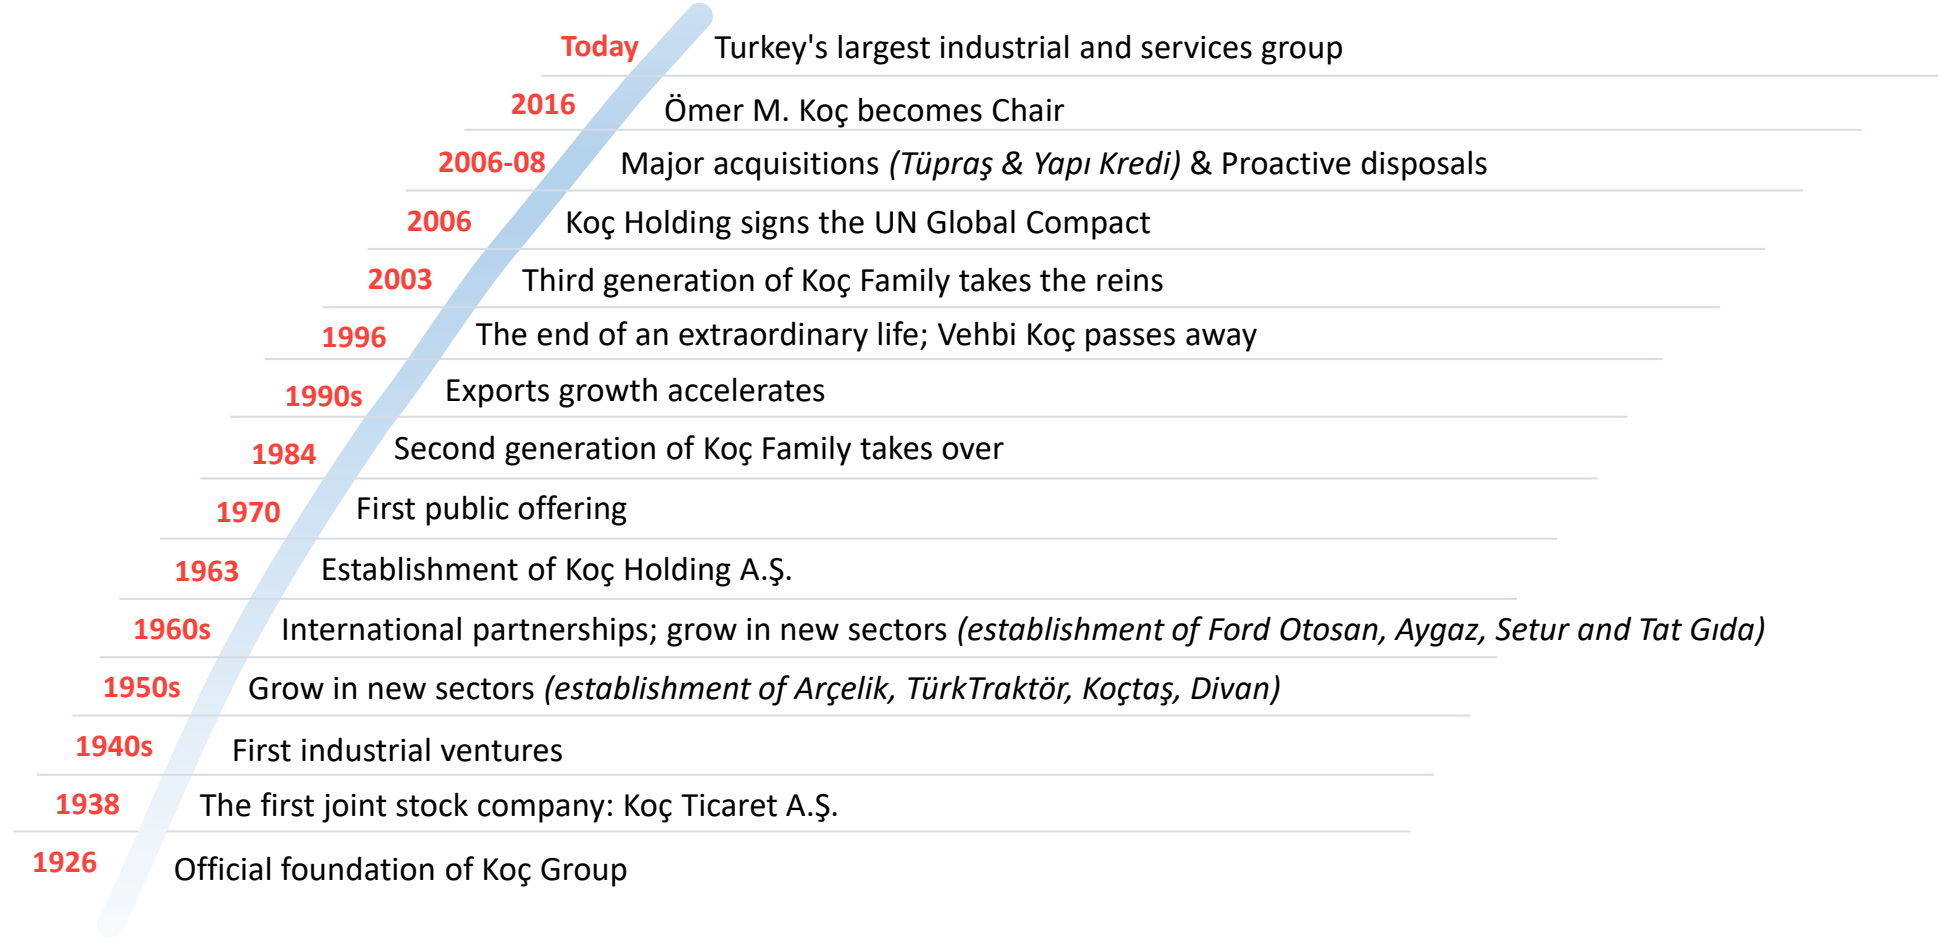 Today Turkey's largest industrial and services group
2016 Ömer M. Koç becomes Chair
2006-08 Major acquisitions (Tüpraş & Yapı Kredi) & Proactive disposals
2006 Koç Holding signs the UN Global Compact
2003 Third generation of Koç Family takes the reins
1996 The end of an extraordinary life; Vehbi Koç passes away
1990s Exports growth accelerates
1984 Second generation of Koç Family takes over
1970 First public offering
1963 Establishment of Koç Holding A.Ş.
1960s International partnerships; grow in new sectors (establishment of Ford Otosan, Aygaz, Setur and Tat Gıda)
1950s Grow in new sectors (establishment of Arçelik, TürkTraktör, Koçtaş, Divan)
1940s First industrial ventures
1938 The first joint stock company: Koç Ticaret A.Ş.
1926 Official foundation of Koç Group